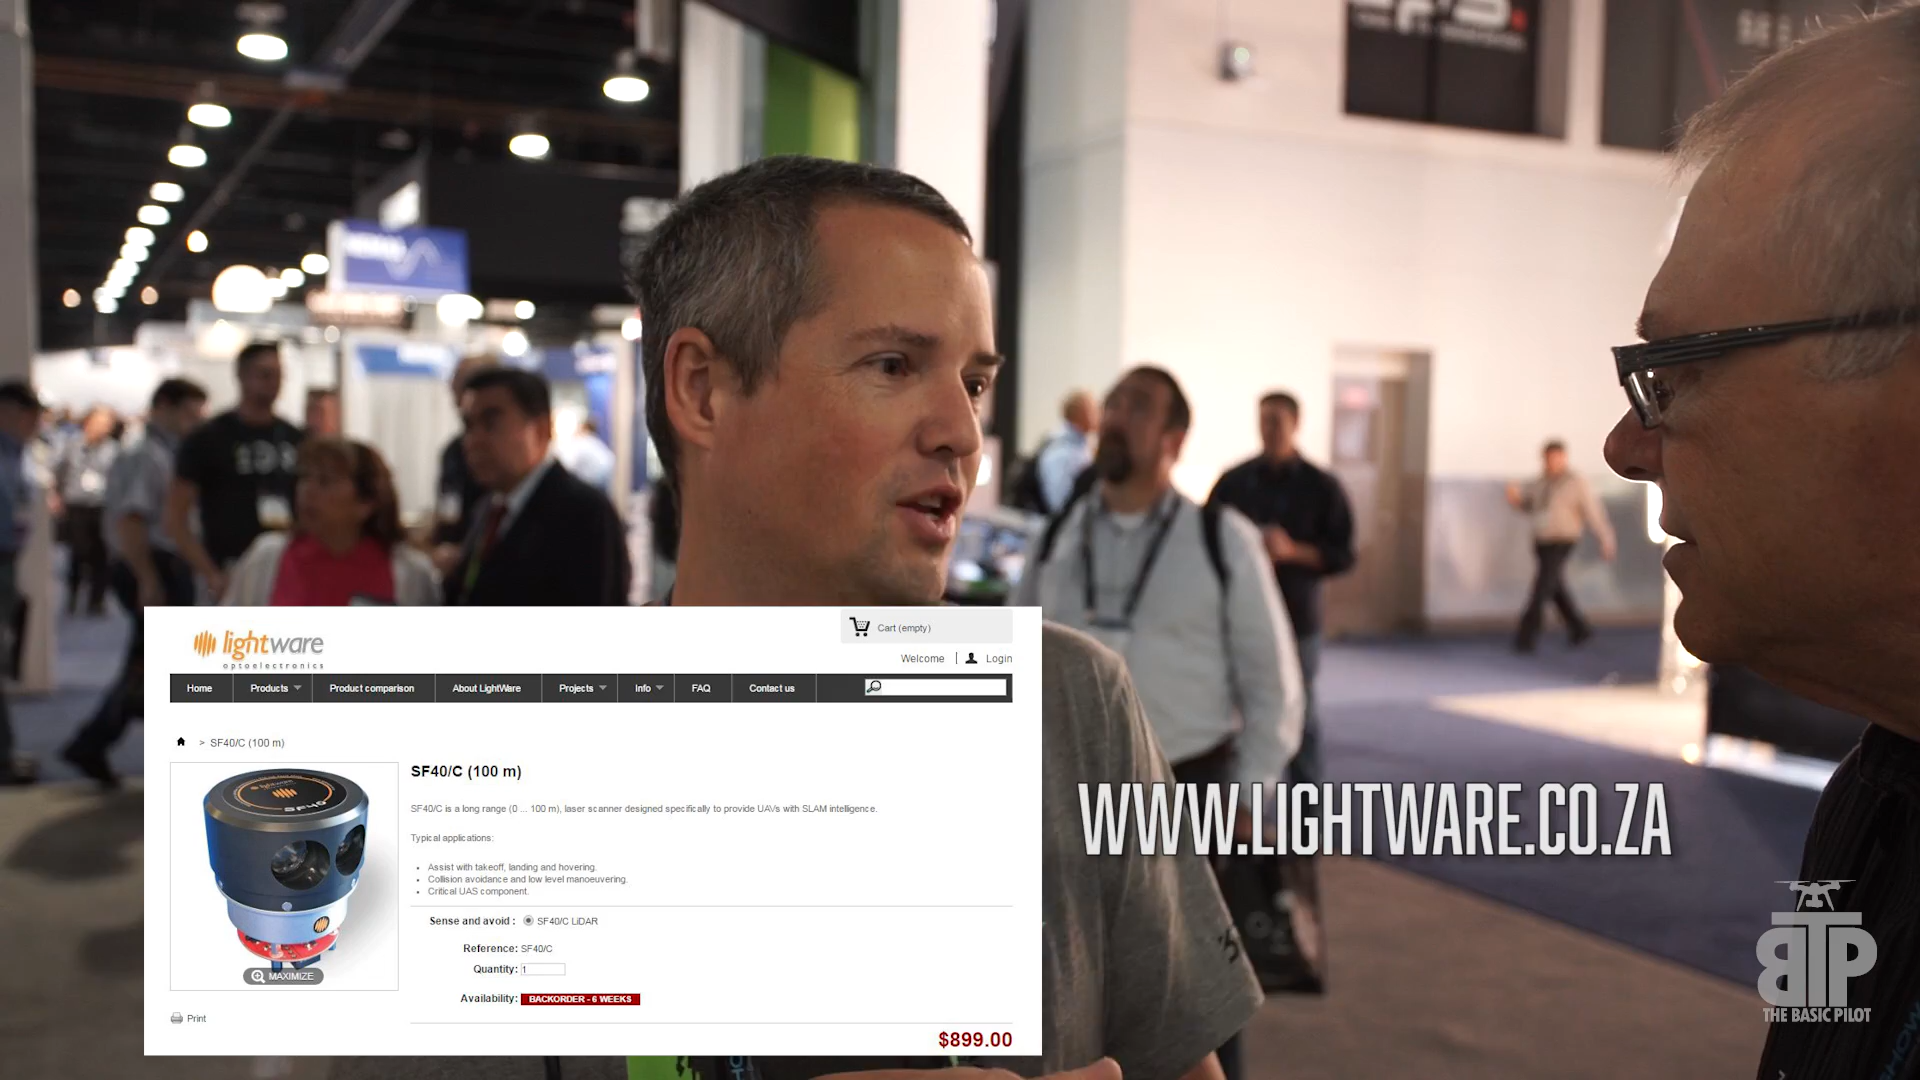 lightware
optoelectronics
Cart (empty)
Welcome
Login
Home
Products
Product comparison
About LightWare
Projects
Info
FAQ
Contact us
> SF40/C (100 m)
SF40/C (100 m)
SF40/C is a long range (0 ... 100 m), laser scanner designed specifically to provide UAVs with SLAM intelligence.
Typical applications:
Assist with takeoff, landing and hovering.
Collision avoidance and low level manoeuvering.
Critical UAS component.
Sense and avoid : SF40/C LiDAR
Reference: SF40/C
Quantity: 1
Availability: BACKORDER - 6 WEEKS
$899.00
lightware
SF40
MAXIMIZE
Print
WWW.LIGHTWARE.CO.ZA
BTP
THE BASIC PILOT